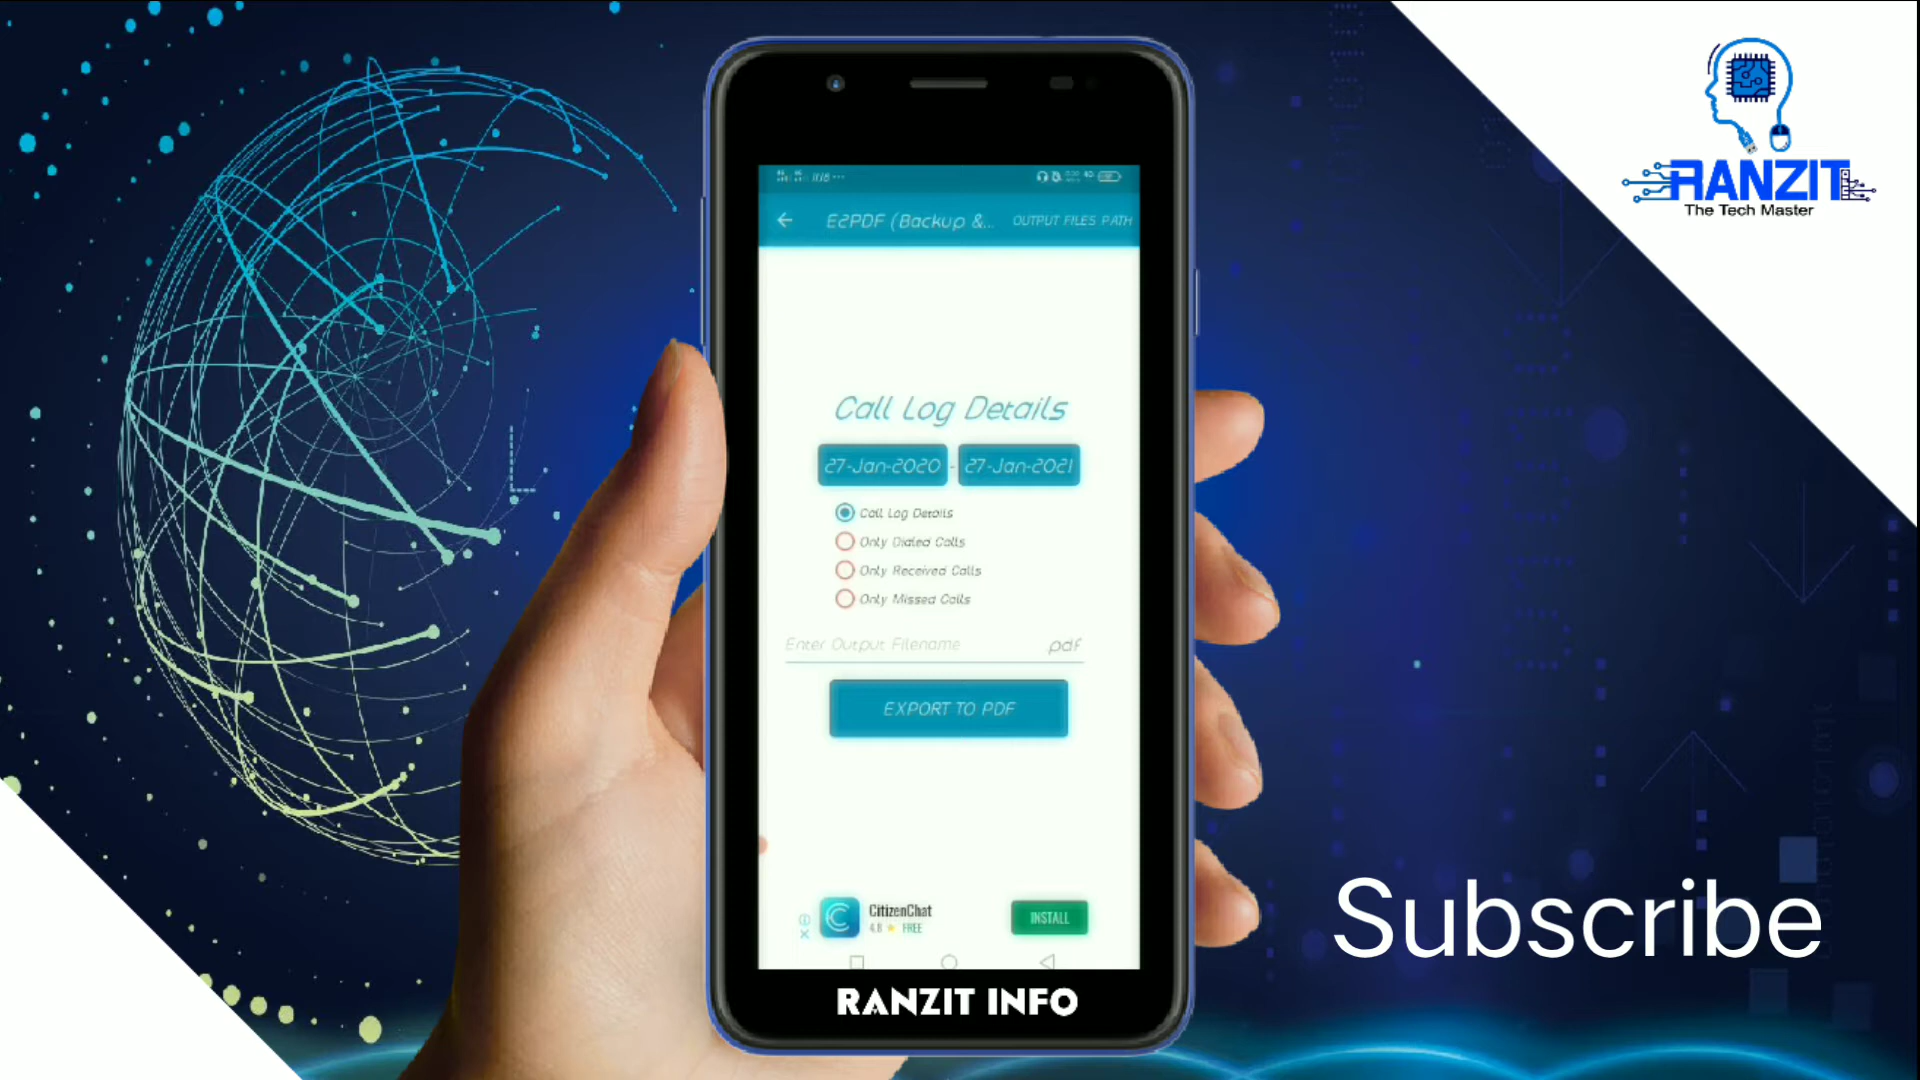 RANZIT
The Tech Master
E2PDF (Backup &... OUTPUT FILES PATH
Call Log Details
27-Jan-2020 - 27-Jan-2021
Call Log Details
Only Dialed Calls
Only Received Calls
Only Missed Calls
Enter Output Filename .pdf
EXPORT TO PDF
CitizenChat
4.8 ★ FREE
INSTALL
Subscribe
RANZIT INFO